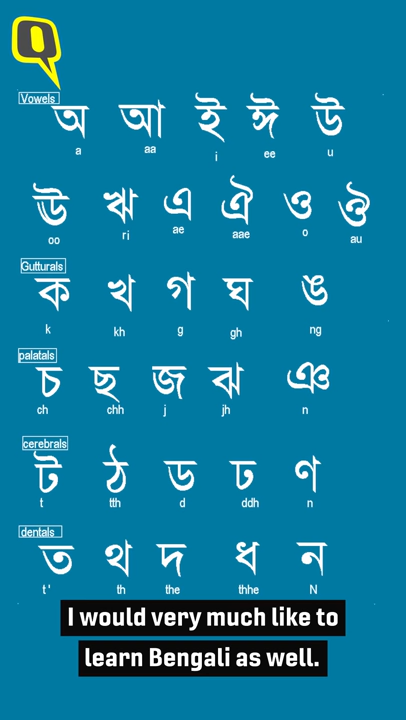 Vowels
অ আ ই ঈ উ
a aa i ee u
ঊ ঋ এ ঐ ও ঔ
oo ri ae aae o au
Gutturals
ক খ গ ঘ ঙ
k kh g gh ng
palatals
চ ছ জ ঝ ঞ
ch chh j jh n
cerebrals
ট ঠ ড ঢ ণ
t tth d ddh n
dentals
ত থ দ ধ ন
t' th the thhe N
I would very much like to
learn Bengali as well.